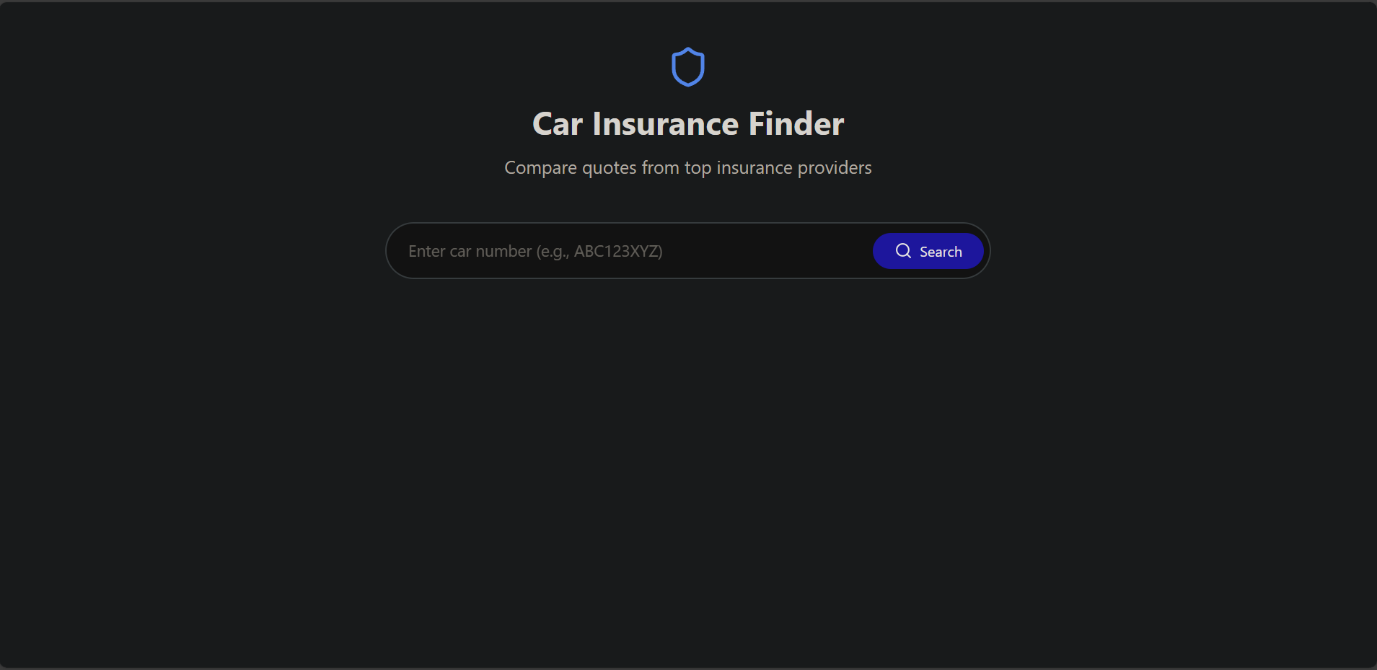 Car Insurance Finder
Compare quotes from top insurance providers
Enter car number (e.g., ABC123XYZ)
Search